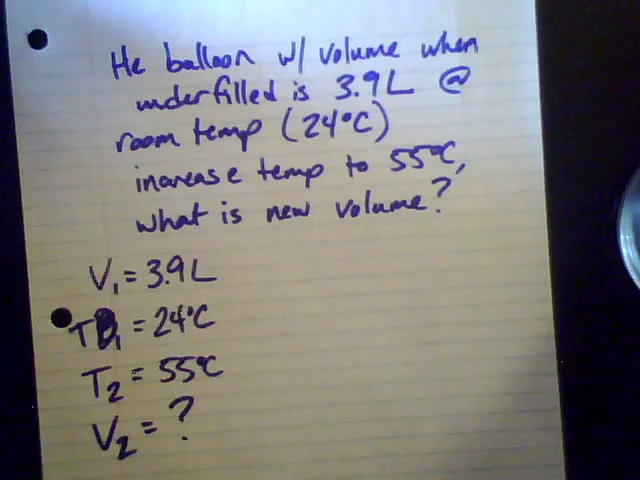 He balloon w/ volume when
underfilled is 3.9L @
room temp (24°C)
increase temp to 55°C,
what is new volume?
V₁ = 3.9L
T₁ = 24°C
T₂ = 55°C
V₂ = ?